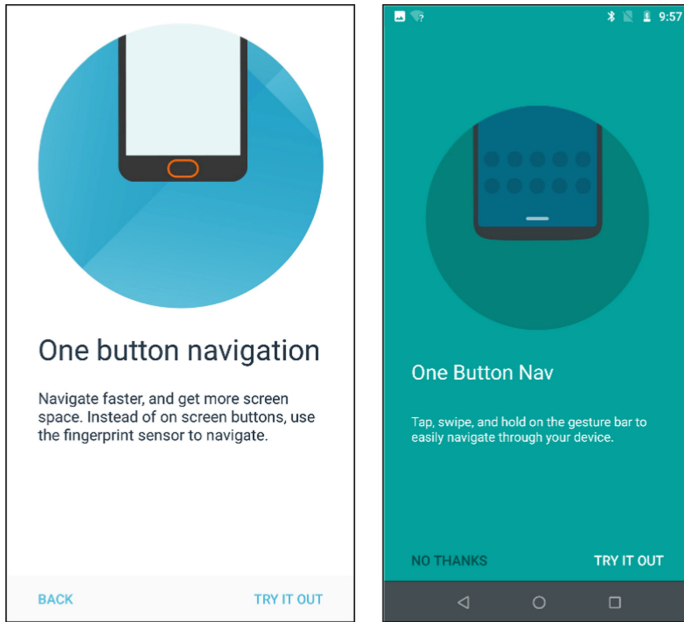 One button navigation
Navigate faster, and get more screen
space. Instead of on screen buttons, use
the fingerprint sensor to navigate.
BACK
TRY IT OUT
9:57
One Button Nav
Tap, swipe, and hold on the gesture bar to
easily navigate through your device.
NO THANKS
TRY IT OUT